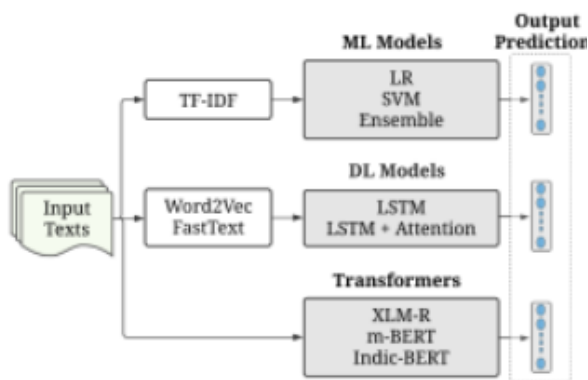 Output
Prediction
ML Models
TF-IDF
LR
SVM
Ensemble
DL Models
Input
Texts
Word2Vec
FastText
LSTM
LSTM + Attention
Transformers
XLM-R
m-BERT
Indic-BERT